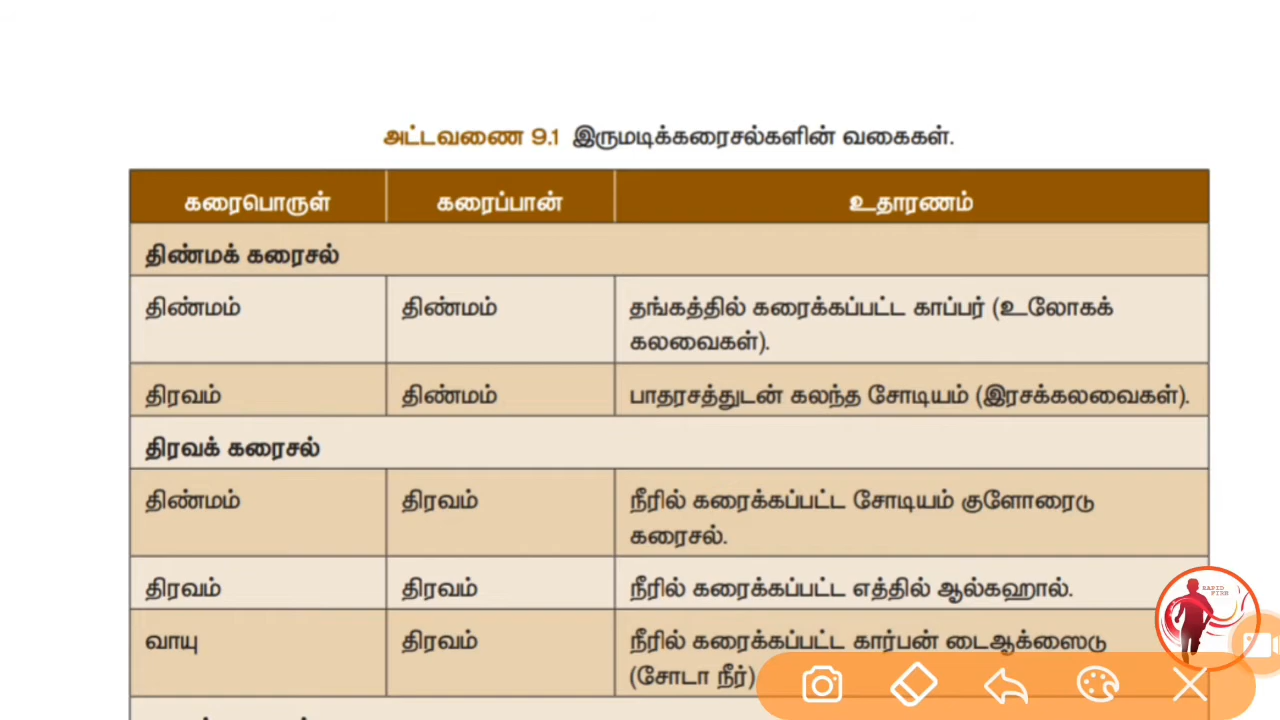 அட்டவணை 9.1 இருமடிக்கரைசல்களின் வகைகள்.
கரைபொருள் கரைப்பான் உதாரணம்
திண்மக் கரைசல்
திண்மம் திண்மம் தங்கத்தில் கரைக்கப்பட்ட காப்பர் (உலோகக்
கலவைகள்).
திரவம் திண்மம் பாதரசத்துடன் கலந்த சோடியம் (இரசக்கலவைகள்).
திரவக் கரைசல்
திண்மம் திரவம் நீரில் கரைக்கப்பட்ட சோடியம் குளோரைடு
கரைசல்.
திரவம் திரவம் நீரில் கரைக்கப்பட்ட எத்தில் ஆல்கஹால்.
வாயு திரவம் நீரில் கரைக்கப்பட்ட கார்பன் டைஆக்ஸைடு
(சோடா நீர்)
RAPID
FIRE